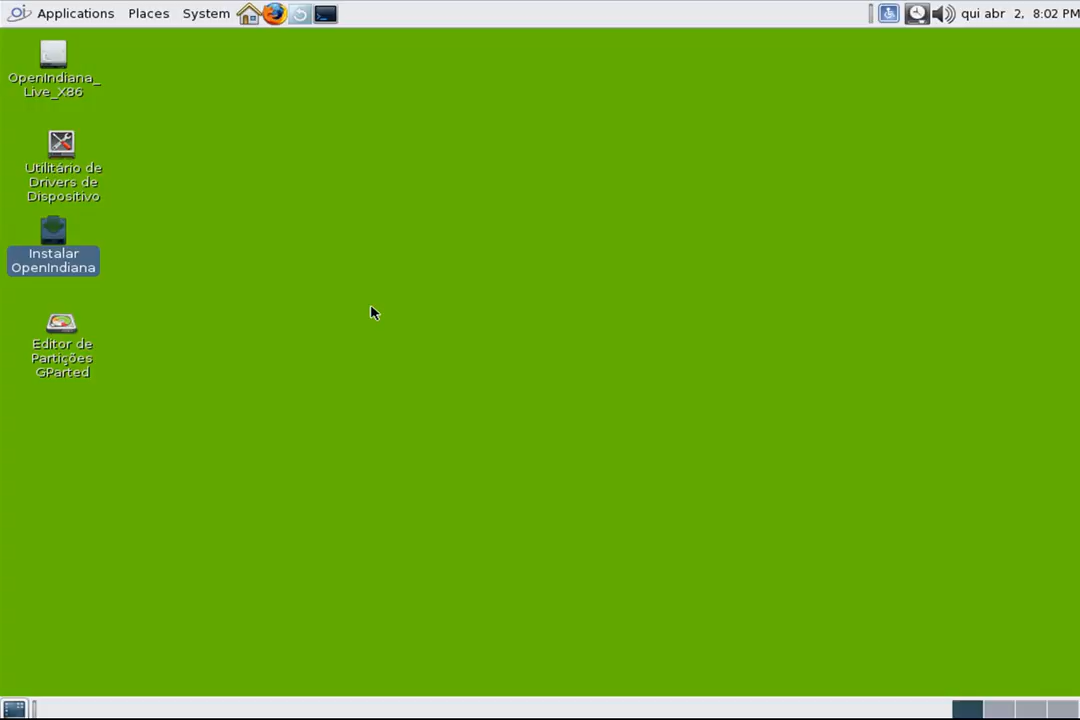 Applications Places System qui abr 2, 8:02 PM
OpenIndiana_
Live_X86
Utilitário de
Drivers de
Dispositivo
Instalar
OpenIndiana
Editor de
Partições
GParted